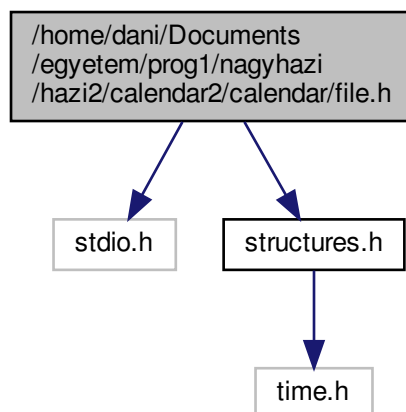 /home/dani/Documents
/egyetem/prog1/nagyhazi
/hazi2/calendar2/calendar/file.h
stdio.h
structures.h
time.h